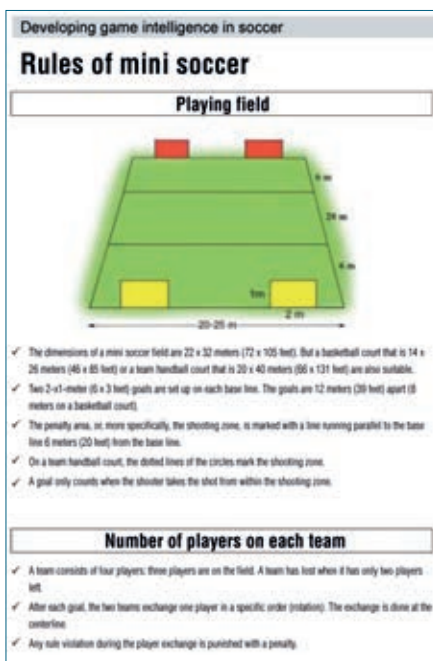 Developing game intelligence in soccer
Rules of mini soccer
Playing field
m
m
m
1m
2 m
20-25 m
✓ The dimensions of a mini soccer field are 22 x 32 meters (72 x 105 feet). But a basketball court that is 14 x
26 meters (46 x 85 feet) or a team handball court that is 20 x 40 meters (66 x 131 feet) are also suitable.
✓ Two 2-x1-meter (6 x 3 feet) goals are set up on each base line. The goals are 12 meters (39 feet) apart (8
meters on a basketball court).
✓ The penalty area, or, more specifically, the shooting zone, is marked with a line running parallel to the base
line 6 meters (20 feet) from the base line.
✓ On a team handball court, the dotted lines of the circles mark the shooting zone.
✓ A goal only counts when the shooter takes the shot from within the shooting zone.
Number of players on each team
✓ A team consists of four players; three players are on the field. A team has lost when it has only two players
left.
✓ After each goal, the two teams exchange one player in a specific order (rotation). The exchange is done at the
centerline.
✓ Any rule violation during the player exchange is punished with a penalty.